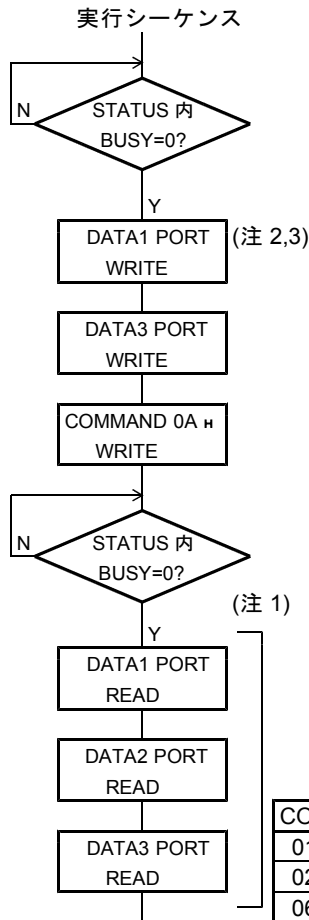 実行シーケンス
N
STATUS 内
BUSY=0?
Y
DATA1 PORT
WRITE
(注 2,3)
DATA3 PORT
WRITE
COMMAND 0A H
WRITE
N
STATUS 内
BUSY=0?
(注 1)
Y
DATA1 PORT
READ
DATA2 PORT
READ
DATA3 PORT
READ